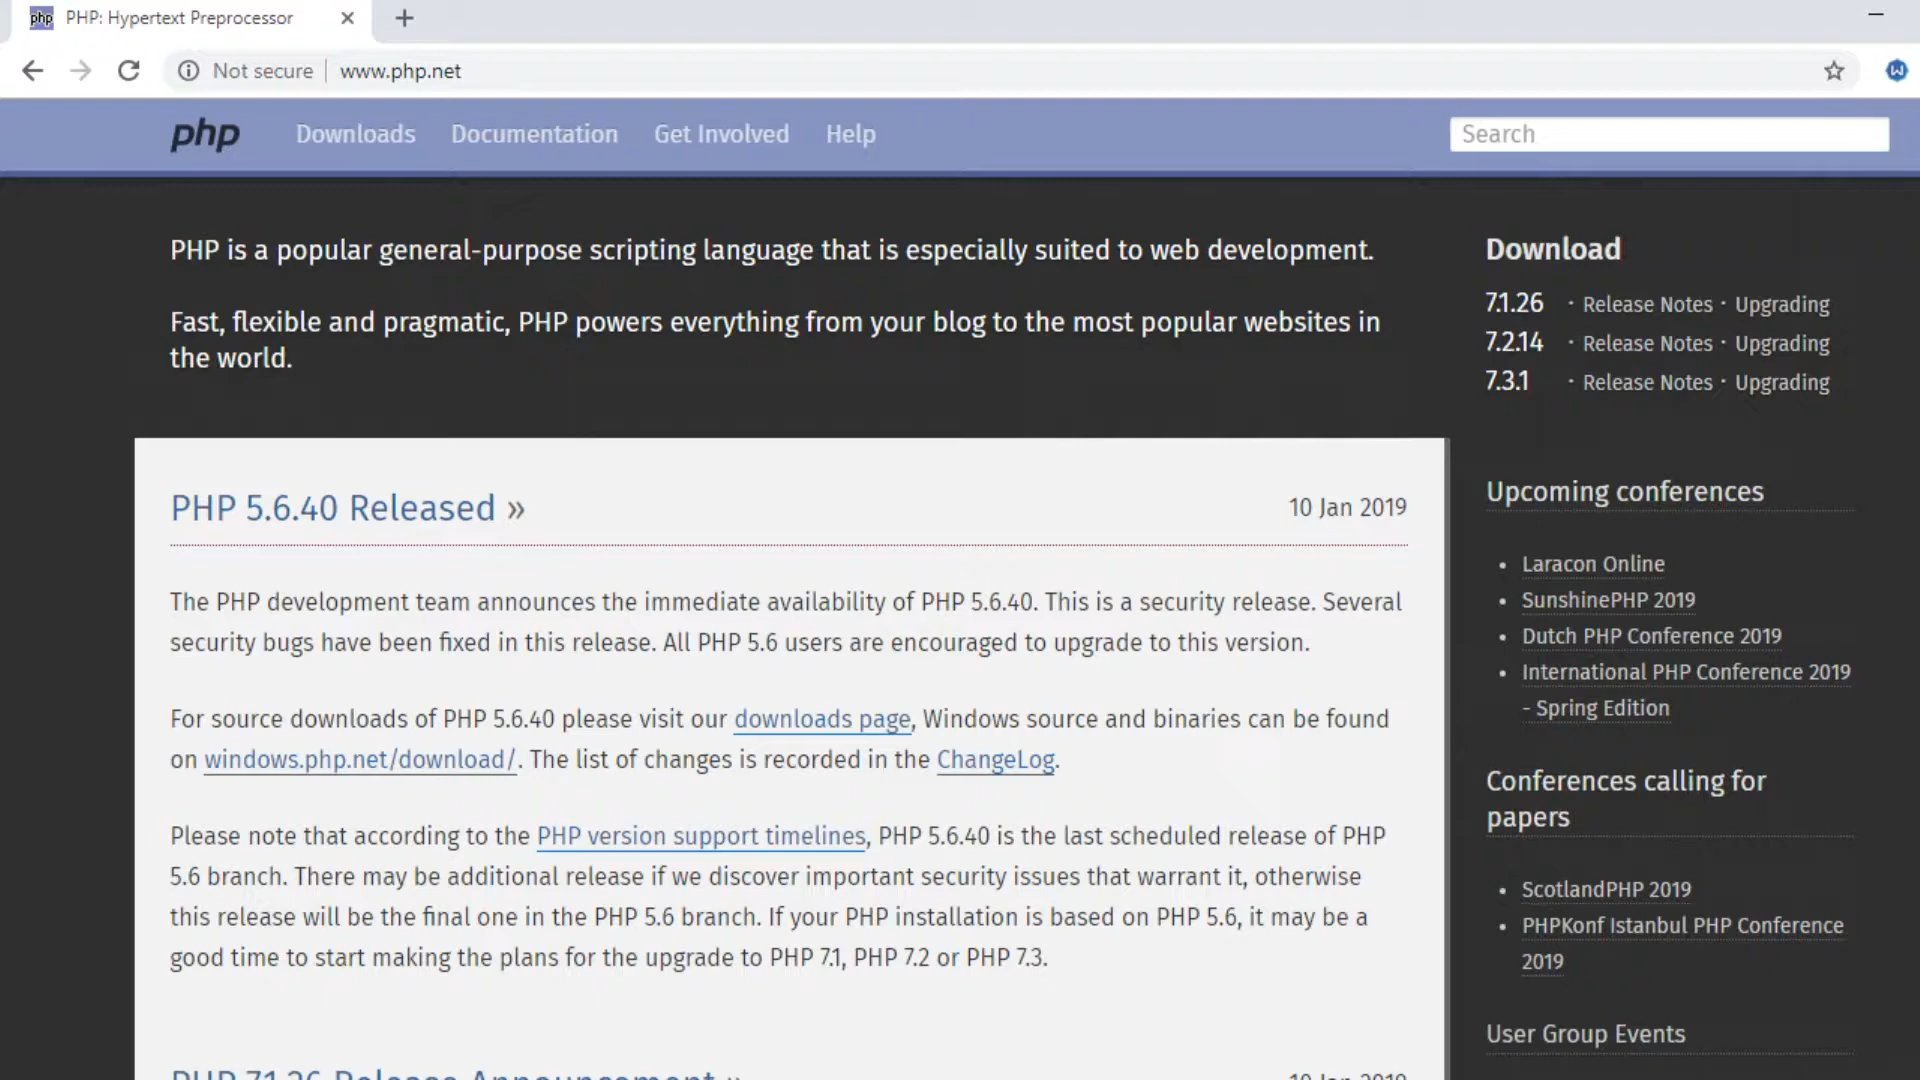 php PHP: Hypertext Preprocessor
Not secure www.php.net
php Downloads Documentation Get Involved Help Search
PHP is a popular general-purpose scripting language that is especially suited to web development.
Fast, flexible and pragmatic, PHP powers everything from your blog to the most popular websites in
the world.
Download
7.1.26 · Release Notes · Upgrading
7.2.14 · Release Notes · Upgrading
7.3.1 · Release Notes · Upgrading
PHP 5.6.40 Released » 10 Jan 2019
The PHP development team announces the immediate availability of PHP 5.6.40. This is a security release. Several
security bugs have been fixed in this release. All PHP 5.6 users are encouraged to upgrade to this version.
For source downloads of PHP 5.6.40 please visit our downloads page, Windows source and binaries can be found
on windows.php.net/download/. The list of changes is recorded in the ChangeLog.
Please note that according to the PHP version support timelines, PHP 5.6.40 is the last scheduled release of PHP
5.6 branch. There may be additional release if we discover important security issues that warrant it, otherwise
this release will be the final one in the PHP 5.6 branch. If your PHP installation is based on PHP 5.6, it may be a
good time to start making the plans for the upgrade to PHP 7.1, PHP 7.2 or PHP 7.3.
PHP 7.1.26 Release Announcement » 10 Jan 2019
Upcoming conferences
• Laracon Online
• SunshinePHP 2019
• Dutch PHP Conference 2019
• International PHP Conference 2019
- Spring Edition
Conferences calling for
papers
• ScotlandPHP 2019
• PHPKonf Istanbul PHP Conference
2019
User Group Events